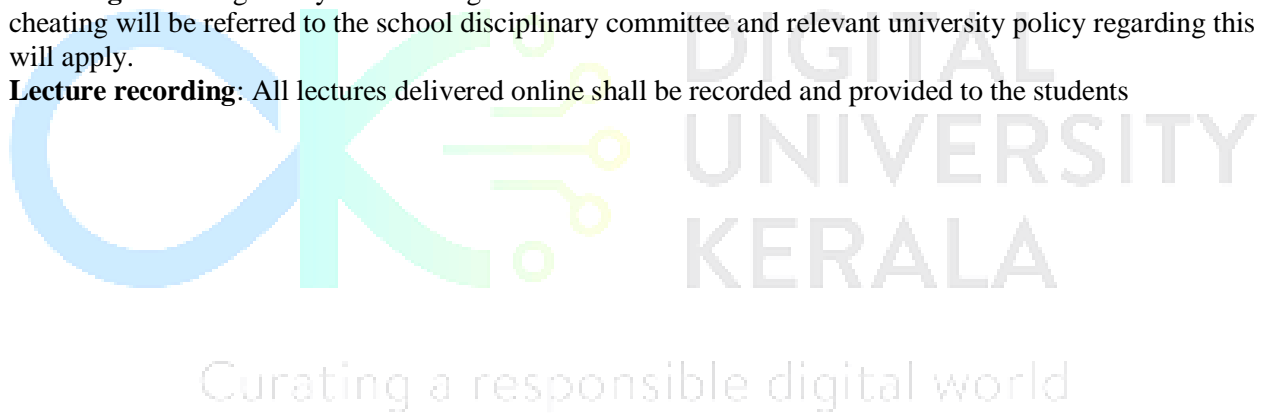 cheating will be referred to the school disciplinary committee and relevant university policy regarding this
will apply.
Lecture recording: All lectures delivered online shall be recorded and provided to the students
DIGITAL
UNIVERSITY
KERALA
Curating a responsible digital world